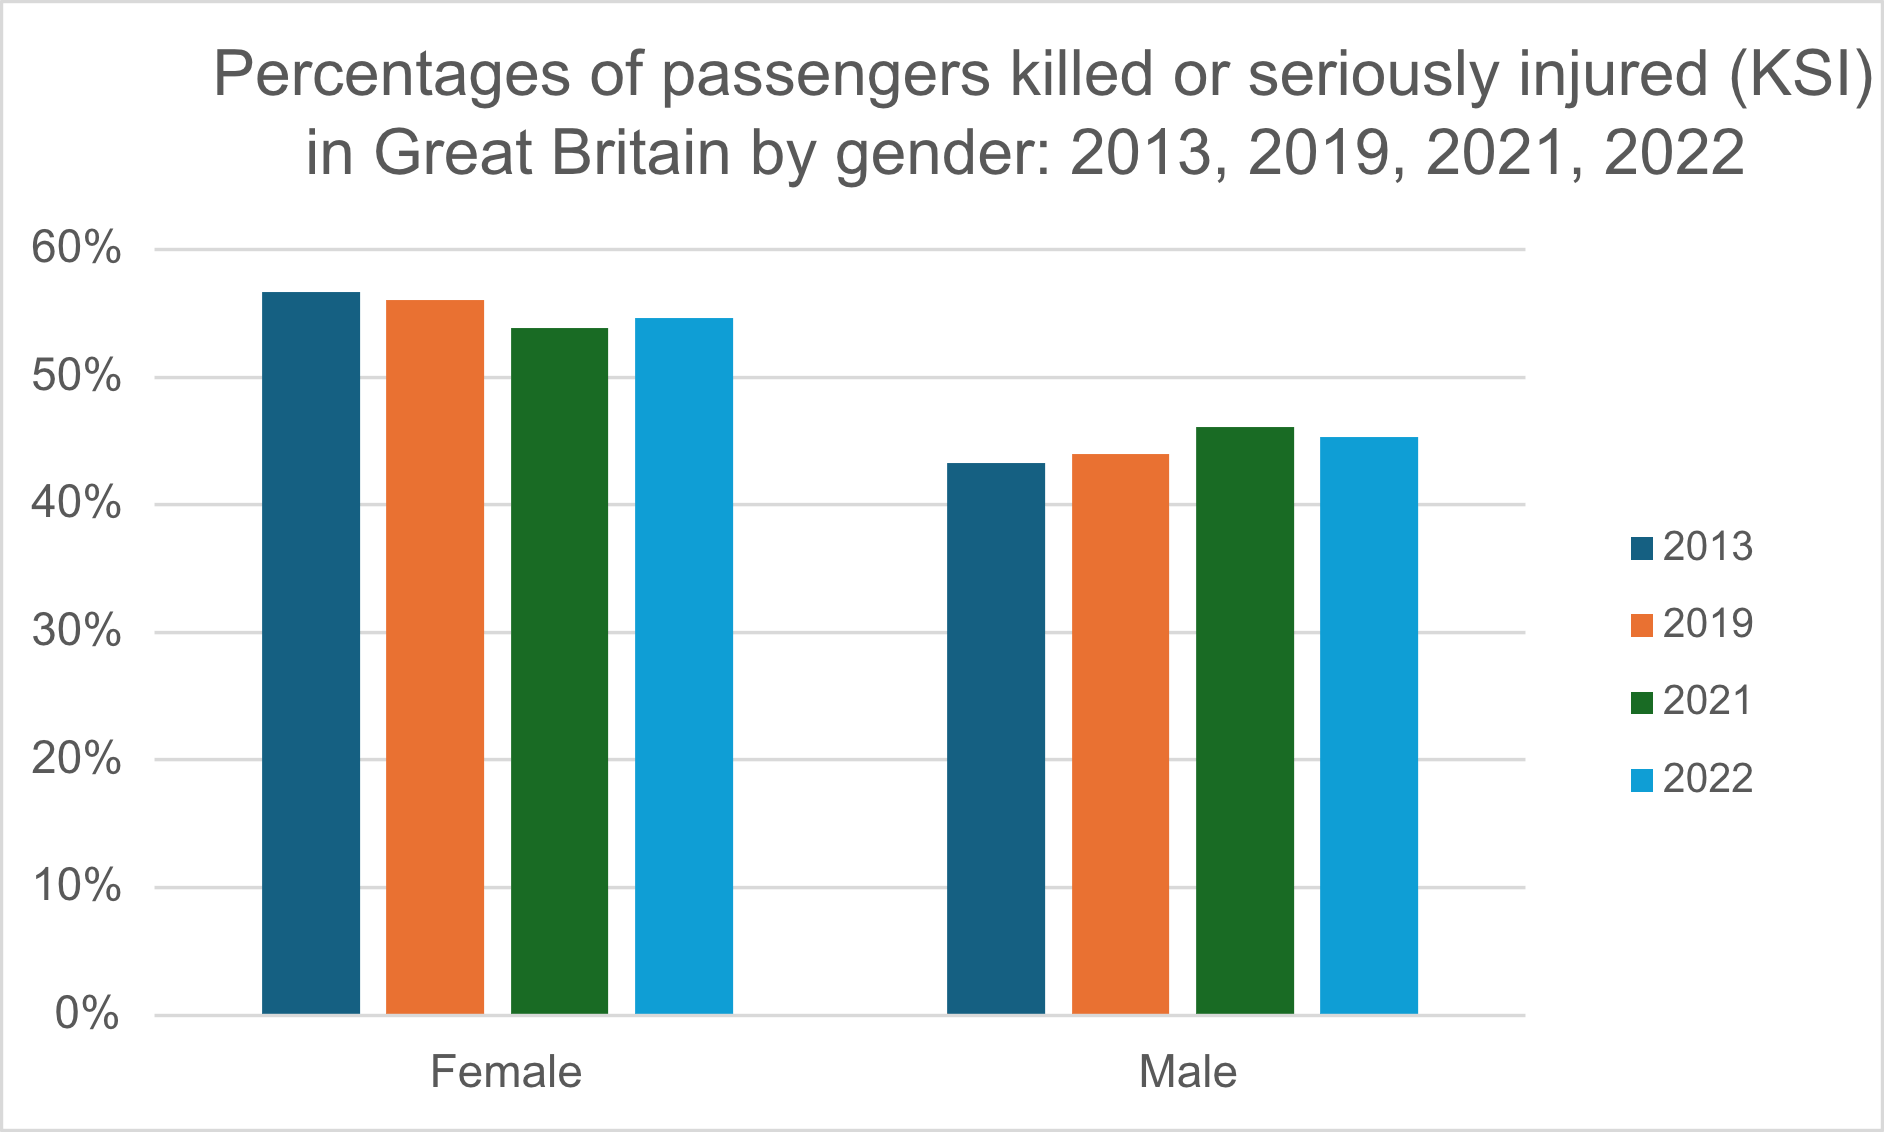 Percentages of passengers killed or seriously injured (KSI)
in Great Britain by gender: 2013, 2019, 2021, 2022
60%
50%
40%
30%
20%
10%
0%
Female
Male
2013
2019
2021
2022